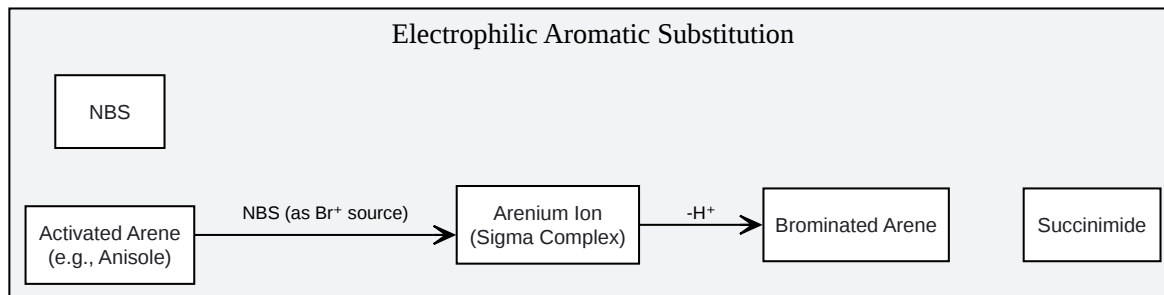 Electrophilic Aromatic Substitution
NBS
Activated Arene
(e.g., Anisole)
NBS (as Br⁺ source)
Arenium Ion
(Sigma Complex)
-H⁺
Brominated Arene
Succinimide